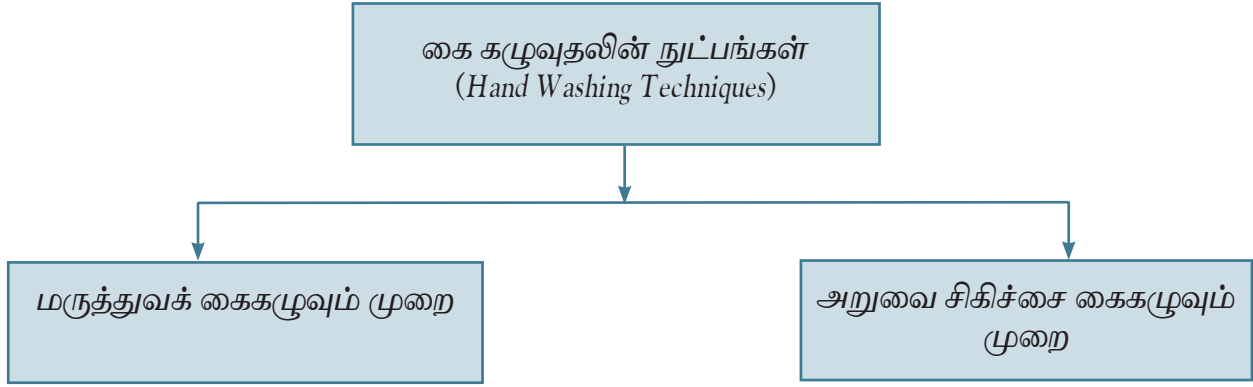 கை கழுவுதலின் நுட்பங்கள்
(Hand Washing Techniques)
மருத்துவக் கைகழுவும் முறை
அறுவை சிகிச்சை கைகழுவும்
முறை